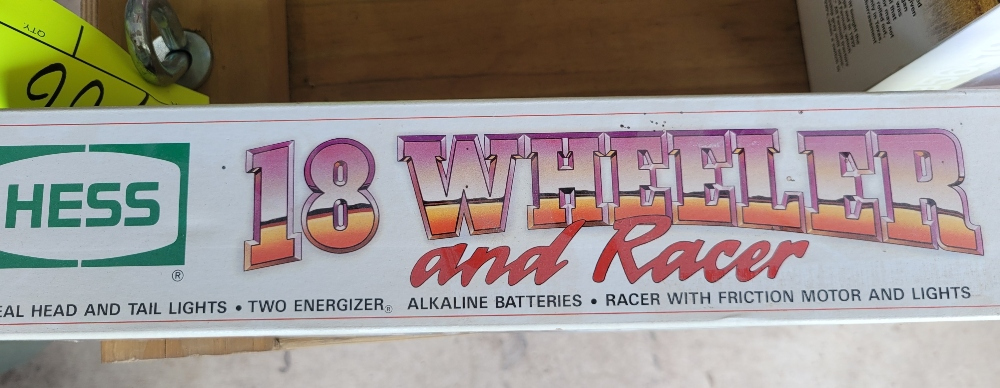 QTY.
HESS
®
18 WHEELER
and Racer
EAL HEAD AND TAIL LIGHTS • TWO ENERGIZER® ALKALINE BATTERIES • RACER WITH FRICTION MOTOR AND LIGHTS